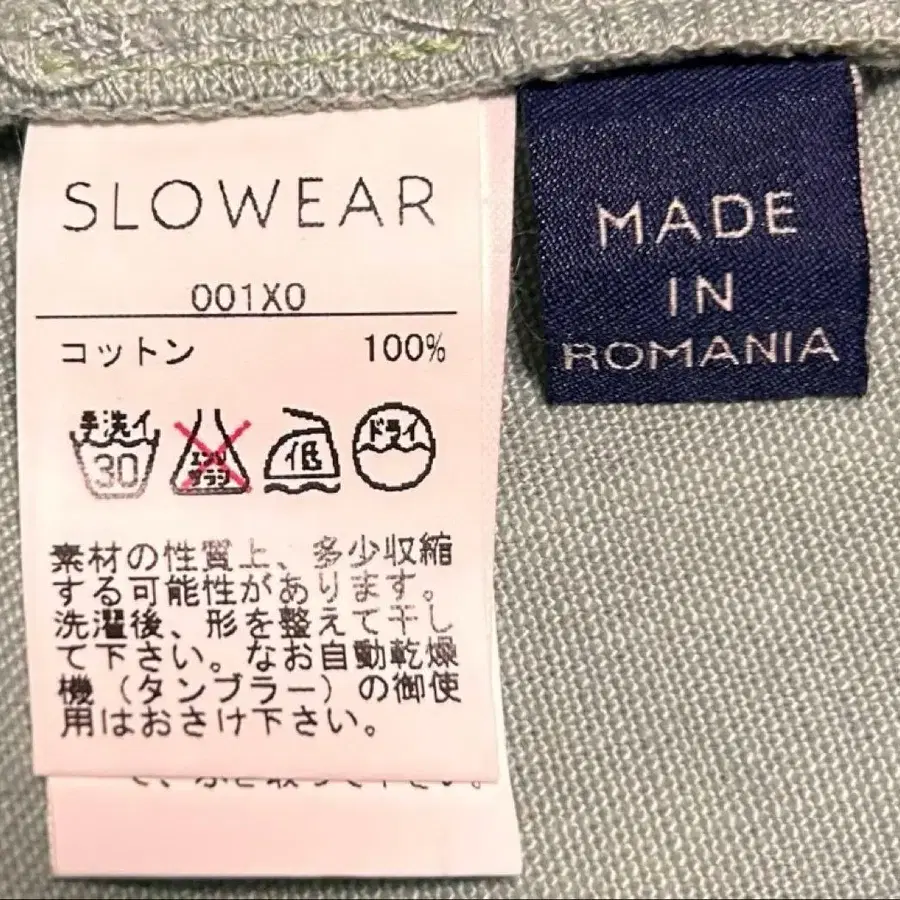 SLOWEAR
001X0
コットン 100%
手洗イ
30
エンソ
サラシ
低
ドライ
素材の性質上、多少収縮
する可能性があります。
洗濯後、形を整えて干し
て下さい。なお自動乾燥
機（タンブラー）の御使
用はおさけ下さい。
MADE
IN
ROMANIA